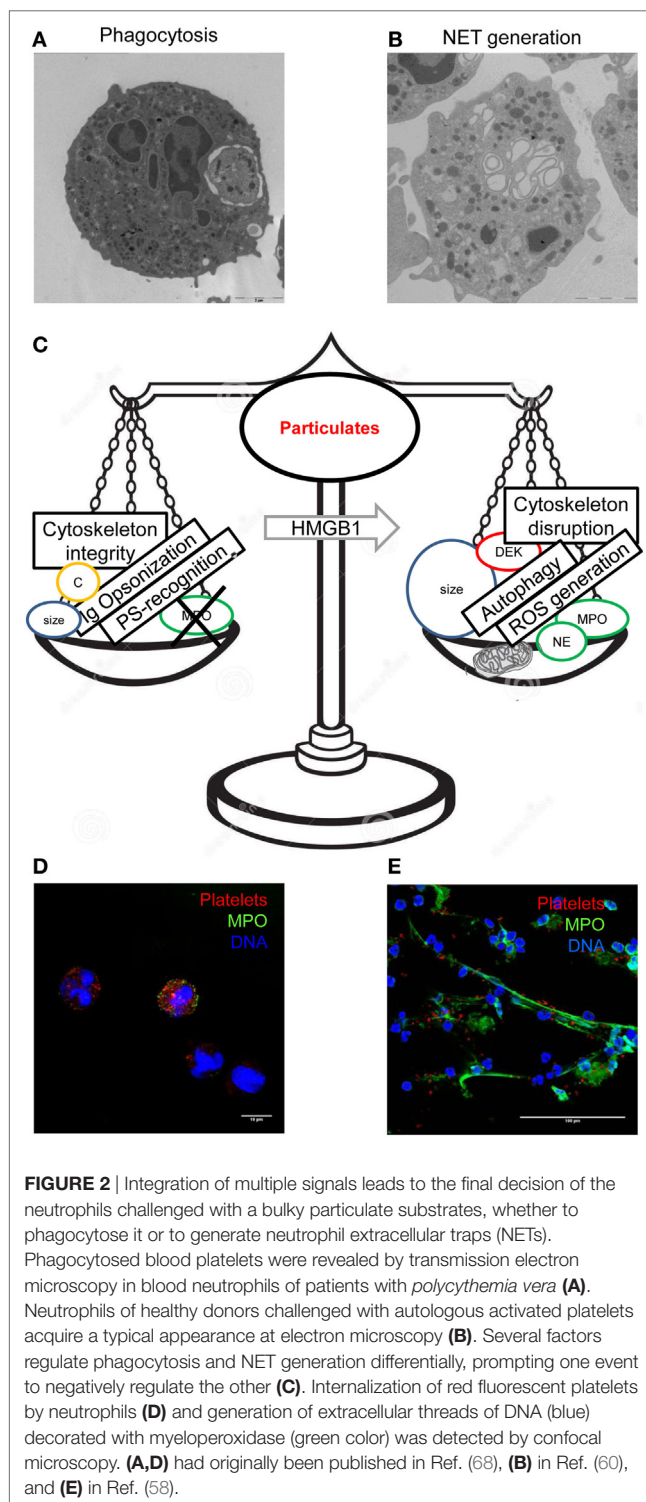 A
Phagocytosis
B
NET generation
C
Particulates
HMGB1
Cytoskeleton
integrity
C
Ig Opsonization
PS-recognition
size
MPO
Cytoskeleton
disruption
DEK
size
Autophagy
ROS generation
MPO
NE
D
Platelets
MPO
DNA
10 µm
E
Platelets
MPO
DNA
100 µm
FIGURE 2 | Integration of multiple signals leads to the final decision of the
neutrophils challenged with a bulky particulate substrates, whether to
phagocytose it or to generate neutrophil extracellular traps (NETs).
Phagocytosed blood platelets were revealed by transmission electron
microscopy in blood neutrophils of patients with polycythemia vera (A).
Neutrophils of healthy donors challenged with autologous activated platelets
acquire a typical appearance at electron microscopy (B). Several factors
regulate phagocytosis and NET generation differentially, prompting one event
to negatively regulate the other (C). Internalization of red fluorescent platelets
by neutrophils (D) and generation of extracellular threads of DNA (blue)
decorated with myeloperoxidase (green color) was detected by confocal
microscopy. (A,D) had originally been published in Ref. (68), (B) in Ref. (60),
and (E) in Ref. (58).